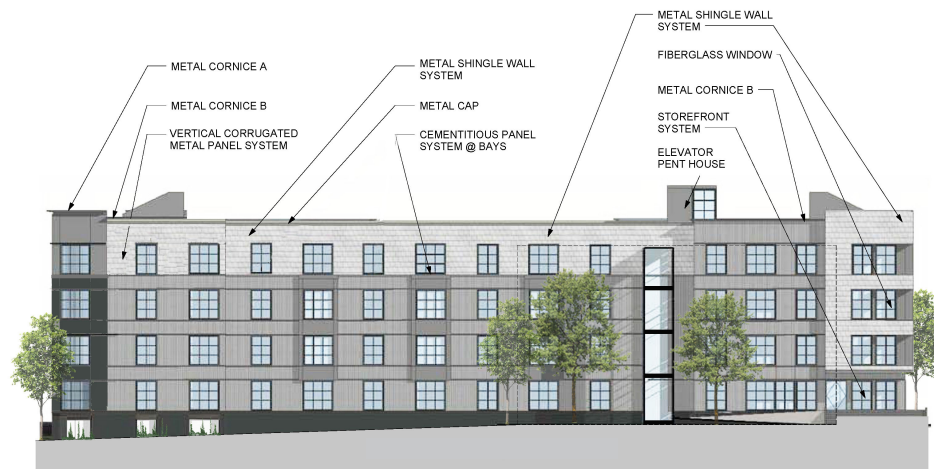 METAL CORNICE A
METAL CORNICE B
VERTICAL CORRUGATED
METAL PANEL SYSTEM
METAL SHINGLE WALL
SYSTEM
METAL CAP
CEMENTITIOUS PANEL
SYSTEM @ BAYS
METAL SHINGLE WALL
SYSTEM
FIBERGLASS WINDOW
METAL CORNICE B
STOREFRONT
SYSTEM
ELEVATOR
PENT HOUSE